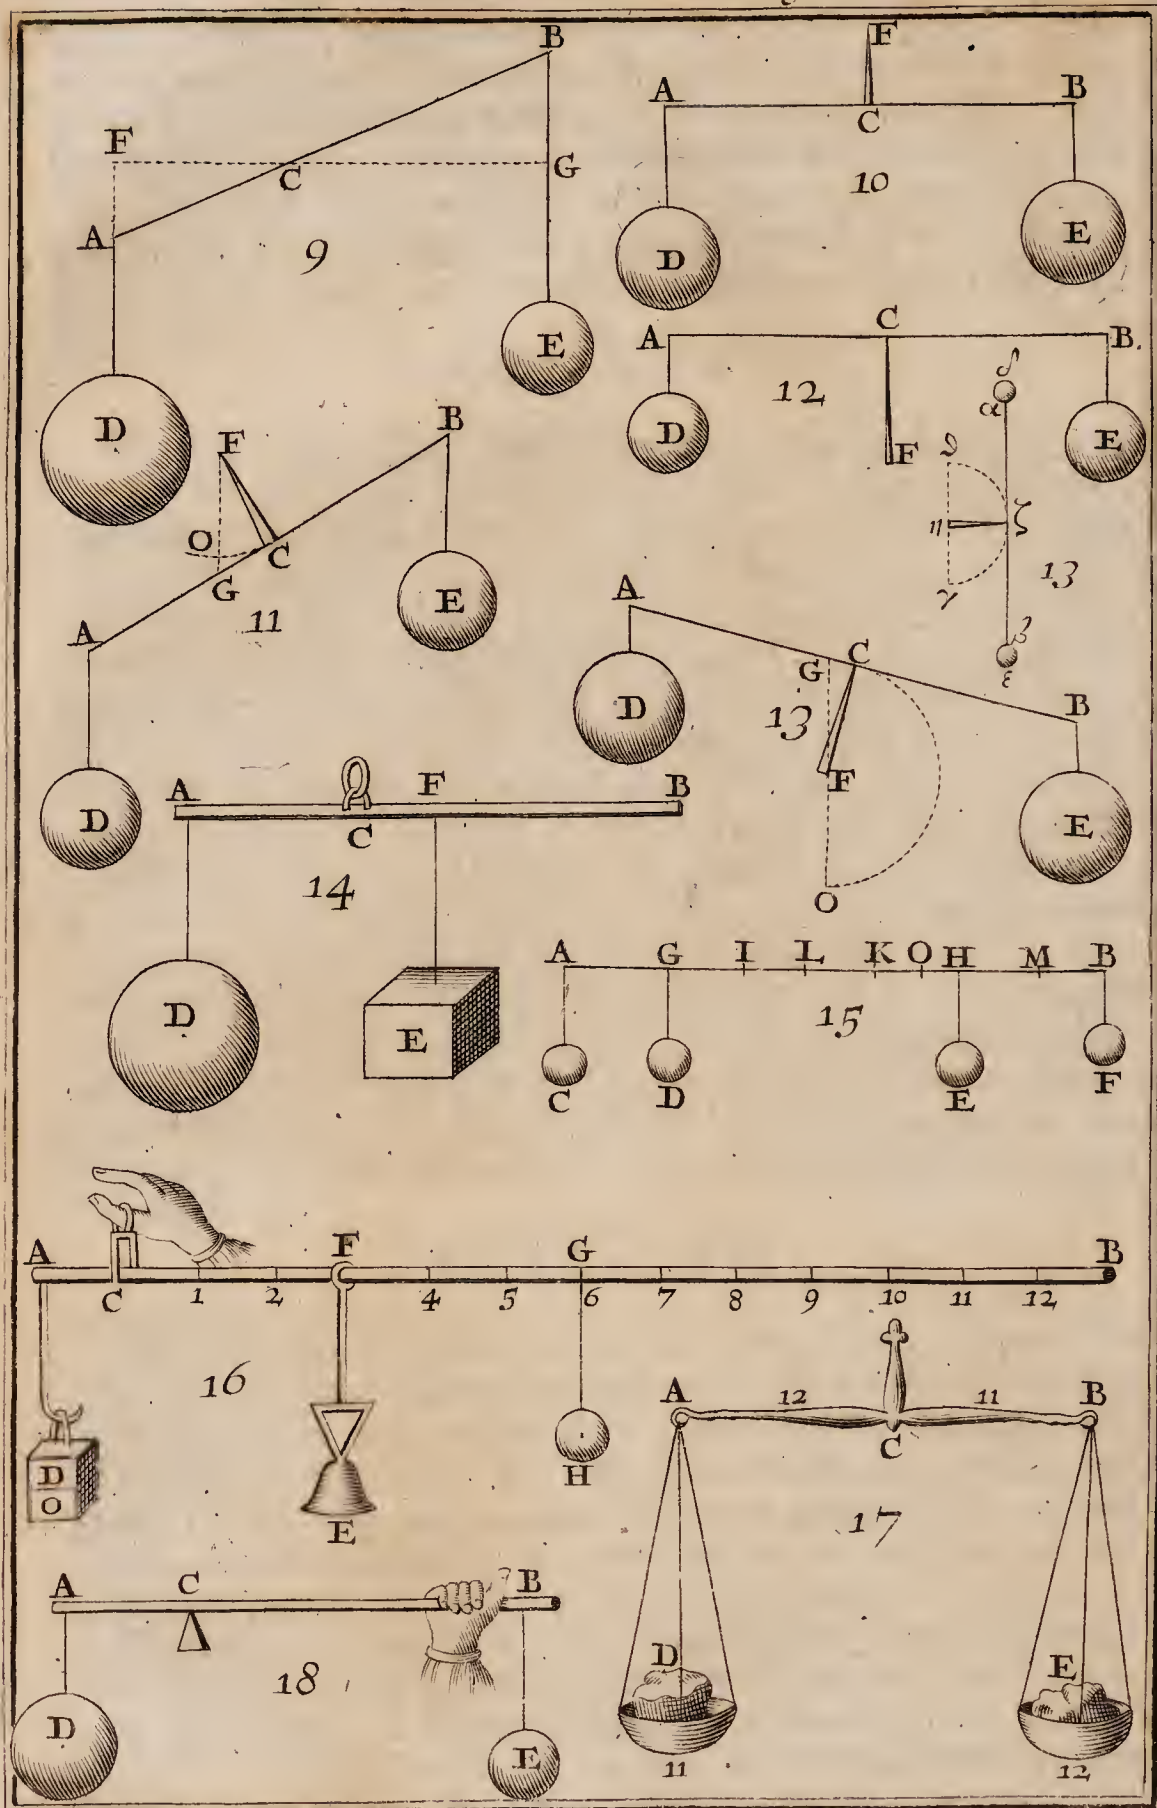 B
F
A B
F
C
C G
10
A
9
D E
C
A B
E
12
δ
α
D
D E
F
B
F
ϑ
η ζ
O
C
G
13
γ
11
E
A
β
ε
A
G C
B
D
13
F
A F B
D
C
E
14
O
A G I L K O H M B
15
D
E
C D E F
A F G B
C 1 2 4 5 6 7 8 9 10 11 12
16
A 12 11 B
C
H
D
O
E
17
A C B
D E
18
D
E
11 12